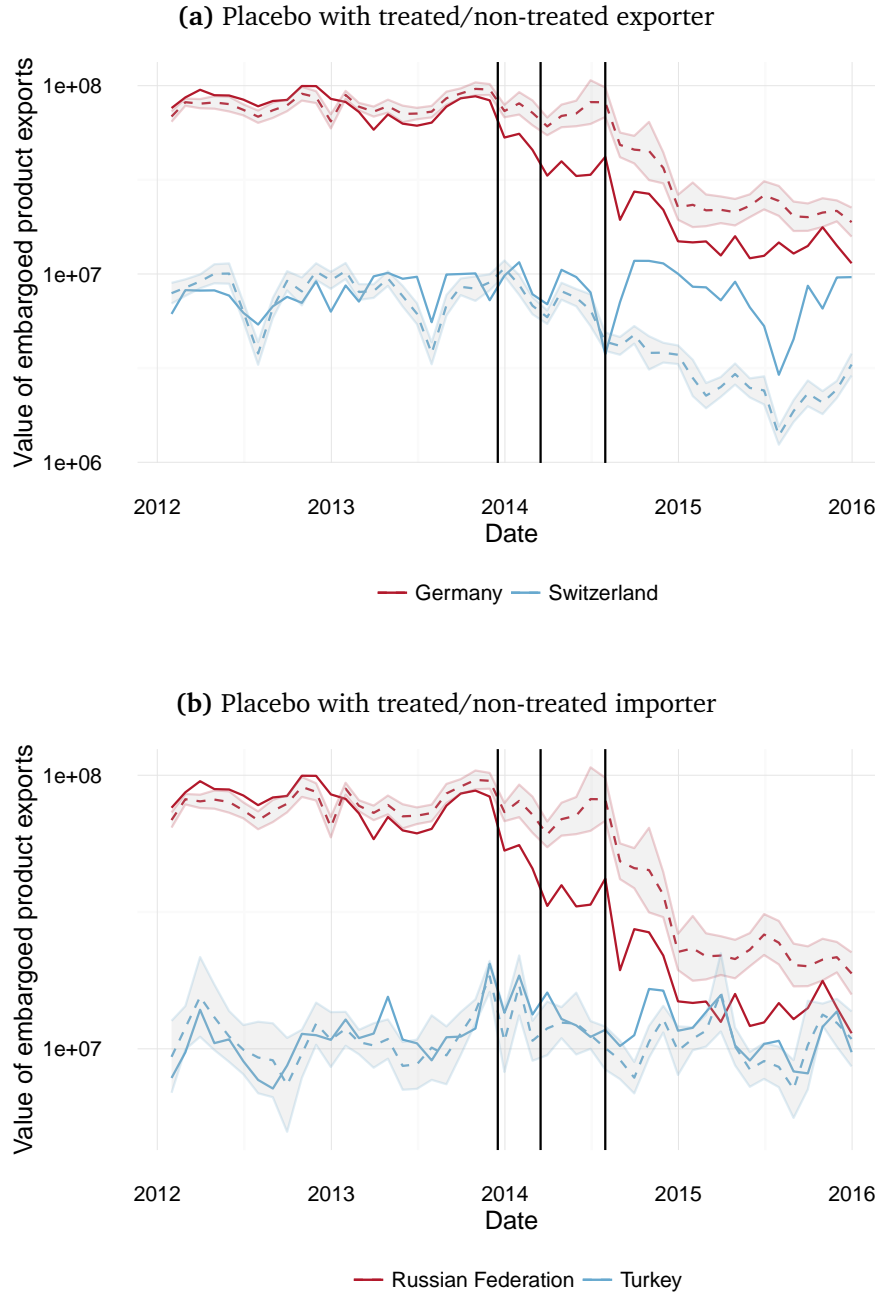 (a) Placebo with treated/non-treated exporter
Value of embargoed product exports
1e+08
1e+07
1e+06
2012 2013 2014 2015 2016
Date
Germany Switzerland
(b) Placebo with treated/non-treated importer
Value of embargoed product exports
1e+08
1e+07
2012 2013 2014 2015 2016
Date
Russian Federation Turkey